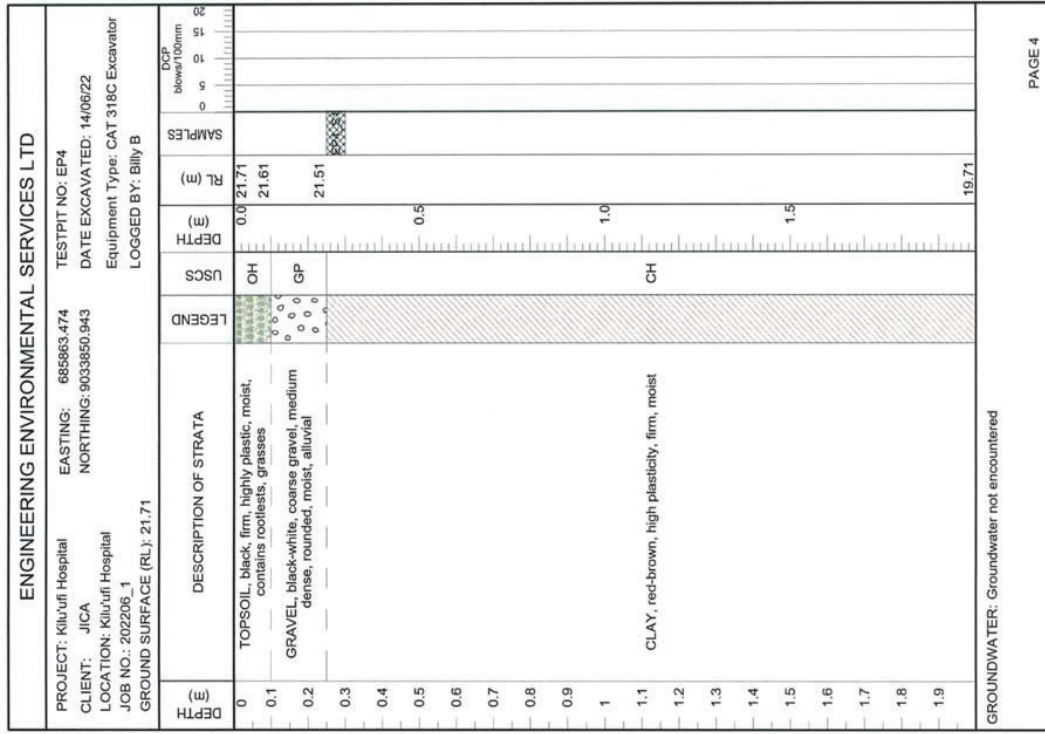 ENGINEERING ENVIRONMENTAL SERVICES LTD
PROJECT: Kilu'ufi Hospital
EASTING: 685863.474
TESTPIT NO: EP4
CLIENT: JICA
NORTHING: 9033850.943
DATE EXCAVATED: 14/06/22
LOCATION: Kilu'ufi Hospital
Equipment Type: CAT 318C Excavator
JOB NO.: 202206_1
LOGGED BY: Billy B
GROUND SURFACE (RL): 21.71
DEPTH (m)
DESCRIPTION OF STRATA
LEGEND
USCS
DEPTH (m)
RL (m)
SAMPLES
DCP
blows/100mm
0 5 10 15 20
0
0.1
0.2
0.3
0.4
0.5
0.6
0.7
0.8
0.9
1
1.1
1.2
1.3
1.4
1.5
1.6
1.7
1.8
1.9
TOPSOIL, black, firm, highly plastic, moist,
contains rootlests, grasses
GRAVEL, black-white, coarse gravel, medium
dense, rounded, moist, alluvial
CLAY, red-brown, high plasticity, firm, moist
OH
GP
CH
0.0
0.5
1.0
1.5
21.71
21.61
21.51
19.71
GROUNDWATER: Groundwater not encountered
PAGE 4